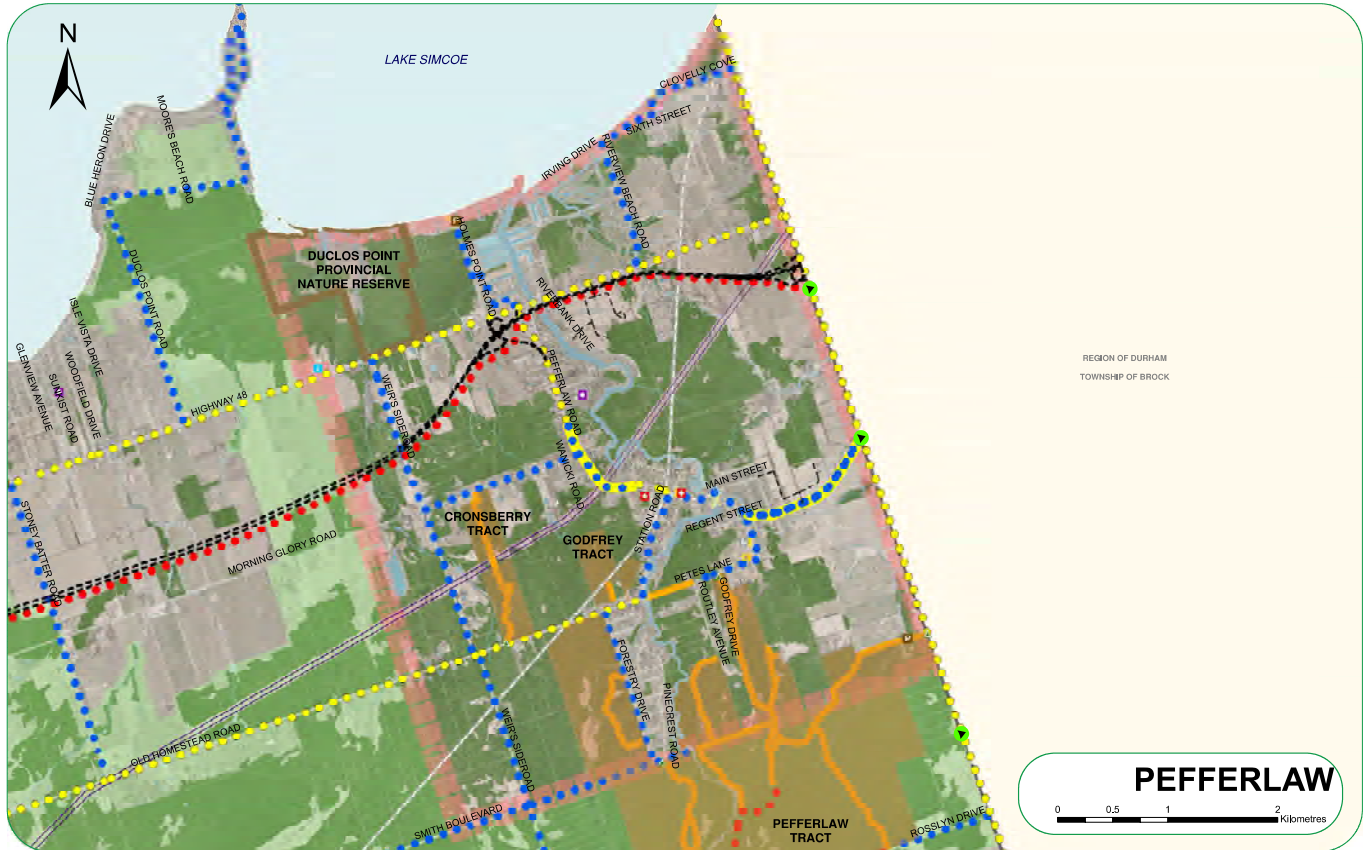 N
LAKE SIMCOE
CLOVELLY COVE
SIXTH STREET
IRVING DRIVE
RIVERVIEW BEACH ROAD
MOORE'S BEACH ROAD
BLUE HERON DRIVE
DUCLOS POINT ROAD
DUCLOS POINT
PROVINCIAL
NATURE RESERVE
HOLMES POINT ROAD
RIVERBANK DRIVE
ISLE VISTA DRIVE
WOODFIELD DRIVE
SUNKIST ROAD
GLENVIEW AVENUE
HIGHWAY 48
WEIR'S SIDEROAD
PEFFERLAW ROAD
WANICKI ROAD
REGION OF DURHAM
TOWNSHIP OF BROCK
MAIN STREET
REGENT STREET
STATION ROAD
CRONSBERRY
TRACT
GODFREY
TRACT
STONEY BATTER ROAD
MORNING GLORY ROAD
PETES LANE
GODFREY DRIVE
ROUTLEY AVENUE
FORESTRY DRIVE
PINECREST ROAD
WEIR'S SIDEROAD
OLD HOMESTEAD ROAD
SMITH BOULEVARD
PEFFERLAW
TRACT
ROSSLYN DRIVE
PEFFERLAW
0 0.5 1 2
Kilometres